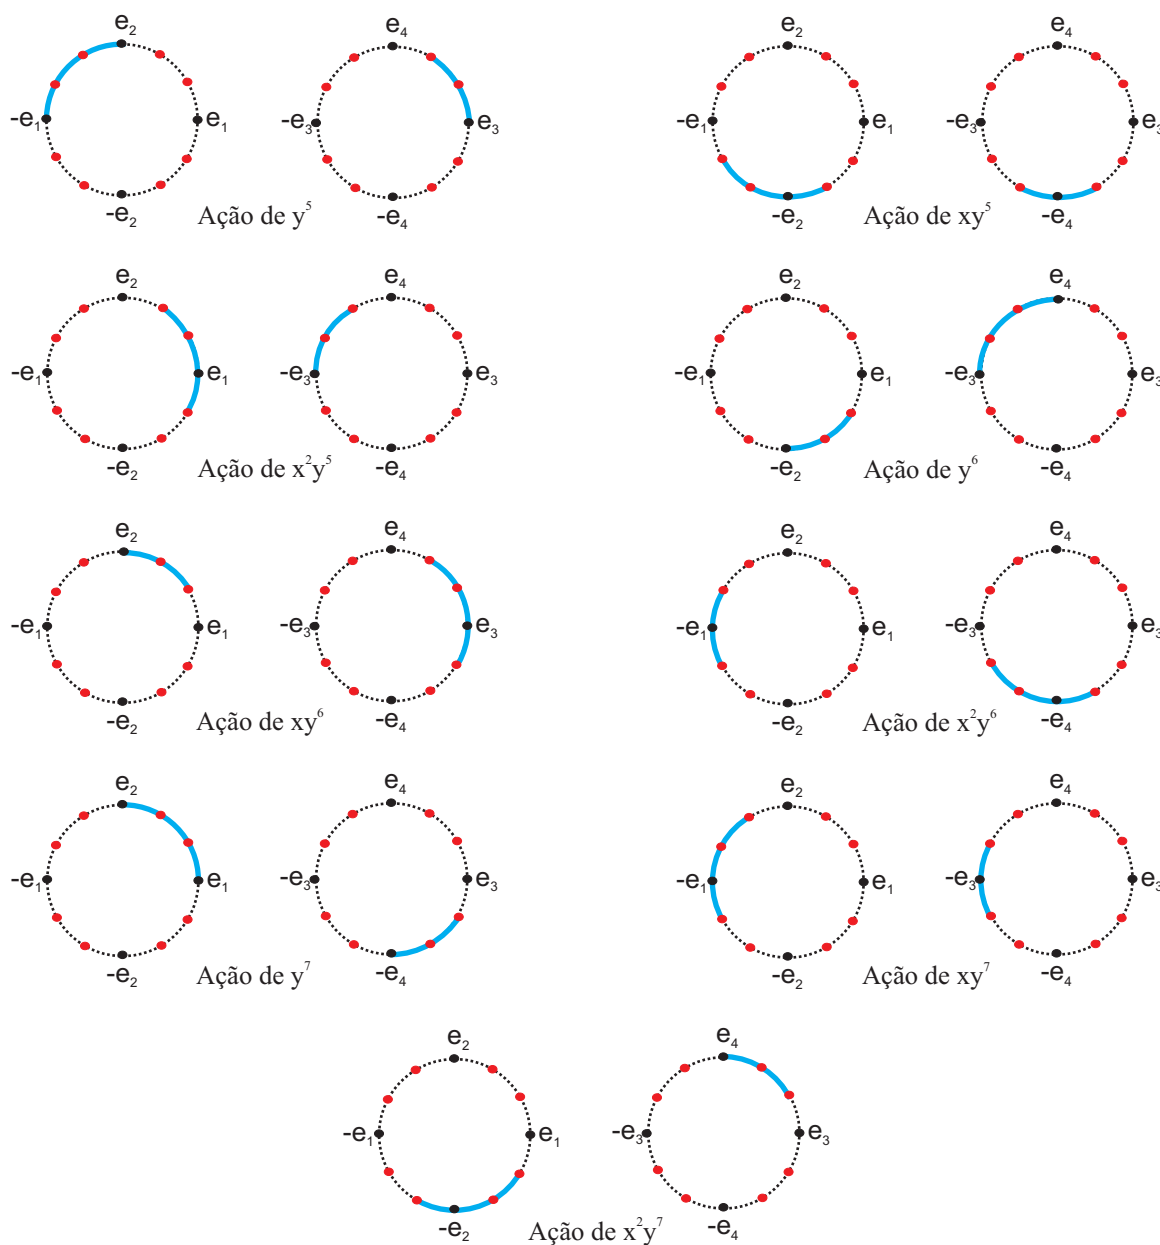 e₂ e₄ e₂ e₄
-e₁ e₁ -e₃ e₃ -e₁ e₁ -e₃ e₃
-e₂ -e₄ -e₂ -e₄
Ação de y⁵ Ação de xy⁵
e₂ e₄ e₂ e₄
-e₁ e₁ -e₃ e₃ -e₁ e₁ -e₃ e₃
-e₂ -e₄ -e₂ -e₄
Ação de x²y⁵ Ação de y⁶
e₂ e₄ e₂ e₄
-e₁ e₁ -e₃ e₃ -e₁ e₁ -e₃ e₃
-e₂ -e₄ -e₂ -e₄
Ação de xy⁶ Ação de x²y⁶
e₂ e₄ e₂ e₄
-e₁ e₁ -e₃ e₃ -e₁ e₁ -e₃ e₃
-e₂ -e₄ -e₂ -e₄
Ação de y⁷ Ação de xy⁷
e₂ e₄
-e₁ e₁ -e₃ e₃
-e₂ -e₄
Ação de x²y⁷